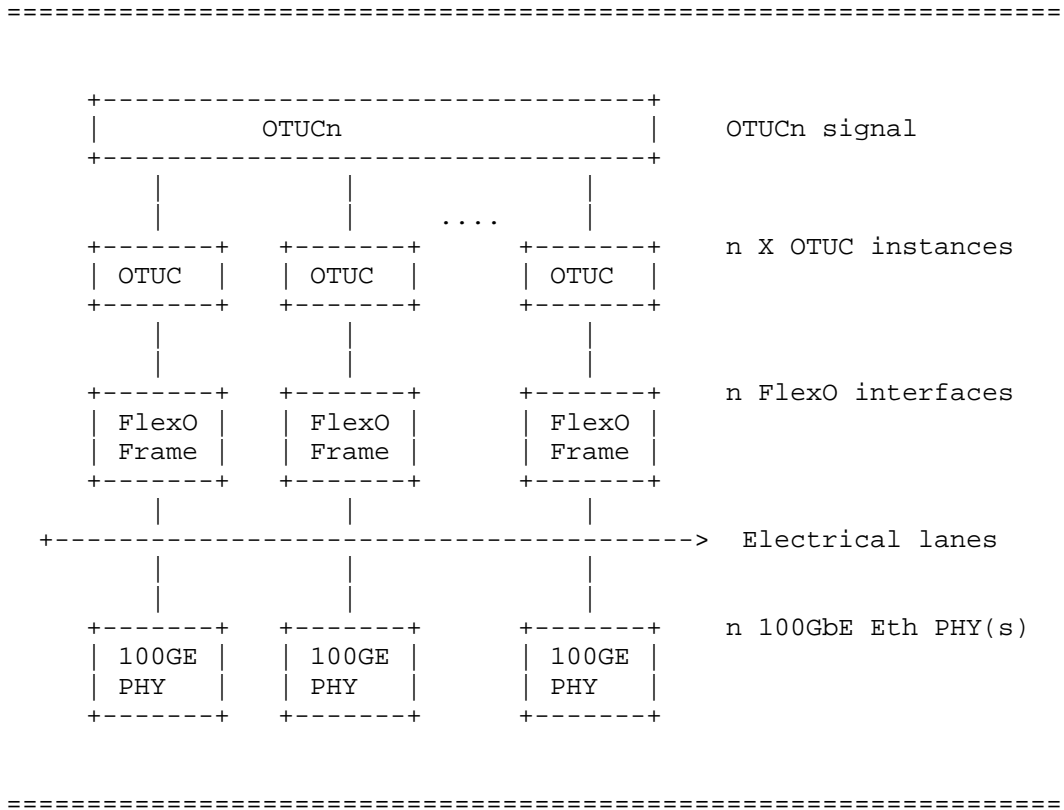 OTUCn OTUCn signal
....
OTUC OTUC OTUC n X OTUC instances
n FlexO interfaces
FlexO FlexO FlexO
Frame Frame Frame
Electrical lanes
n 100GbE Eth PHY(s)
100GE 100GE 100GE
PHY PHY PHY